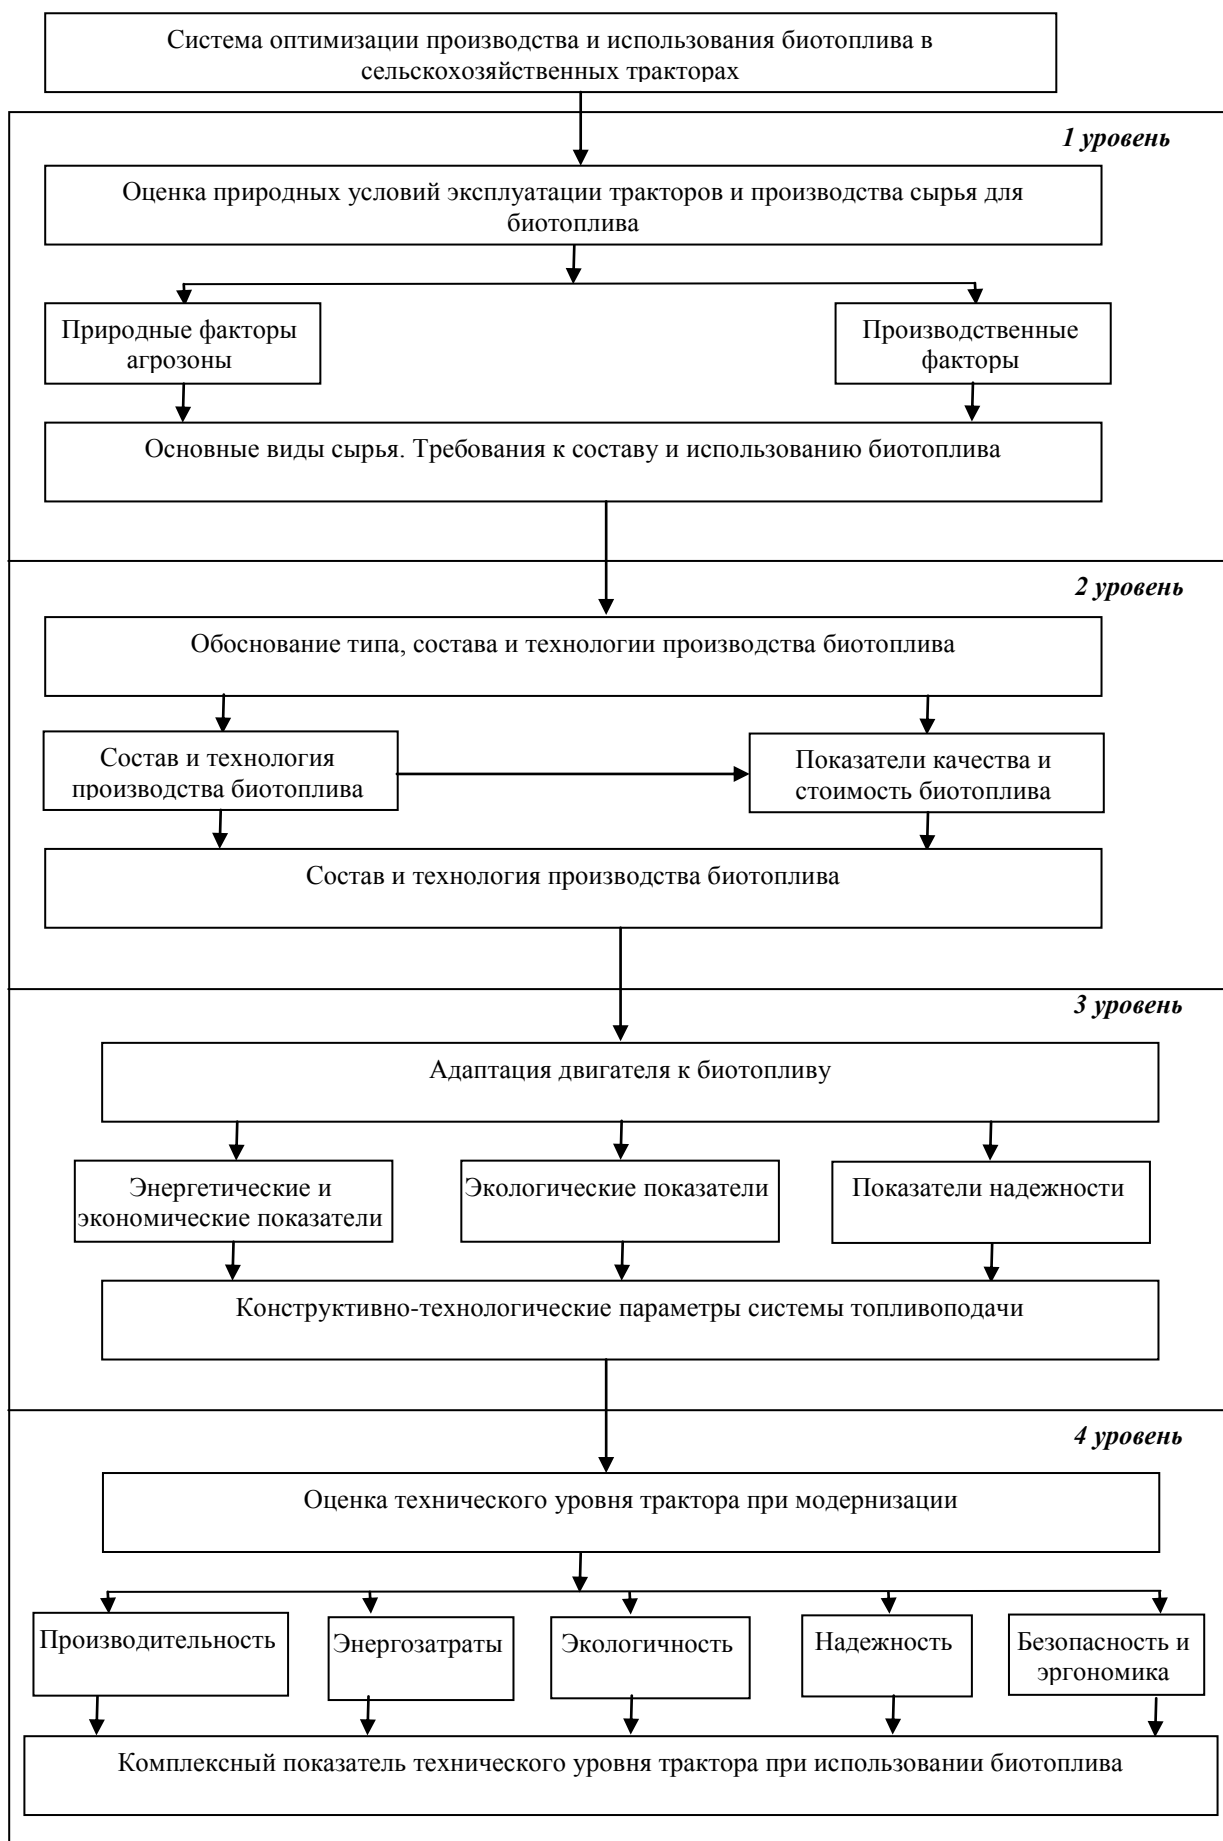 Система оптимизации производства и использования биотоплива в
сельскохозяйственных тракторах
1 уровень
Оценка природных условий эксплуатации тракторов и производства сырья для
биотоплива
Природные факторы
агрозоны
Производственные
факторы
Основные виды сырья. Требования к составу и использованию биотоплива
2 уровень
Обоснование типа, состава и технологии производства биотоплива
Состав и технология
производства биотоплива
Показатели качества и
стоимость биотоплива
Состав и технология производства биотоплива
3 уровень
Адаптация двигателя к биотопливу
Энергетические и
экономические показатели
Экологические показатели
Показатели надежности
Конструктивно-технологические параметры системы топливоподачи
4 уровень
Оценка технического уровня трактора при модернизации
Производительность
Энергозатраты
Экологичность
Надежность
Безопасность и
эргономика
Комплексный показатель технического уровня трактора при использовании биотоплива